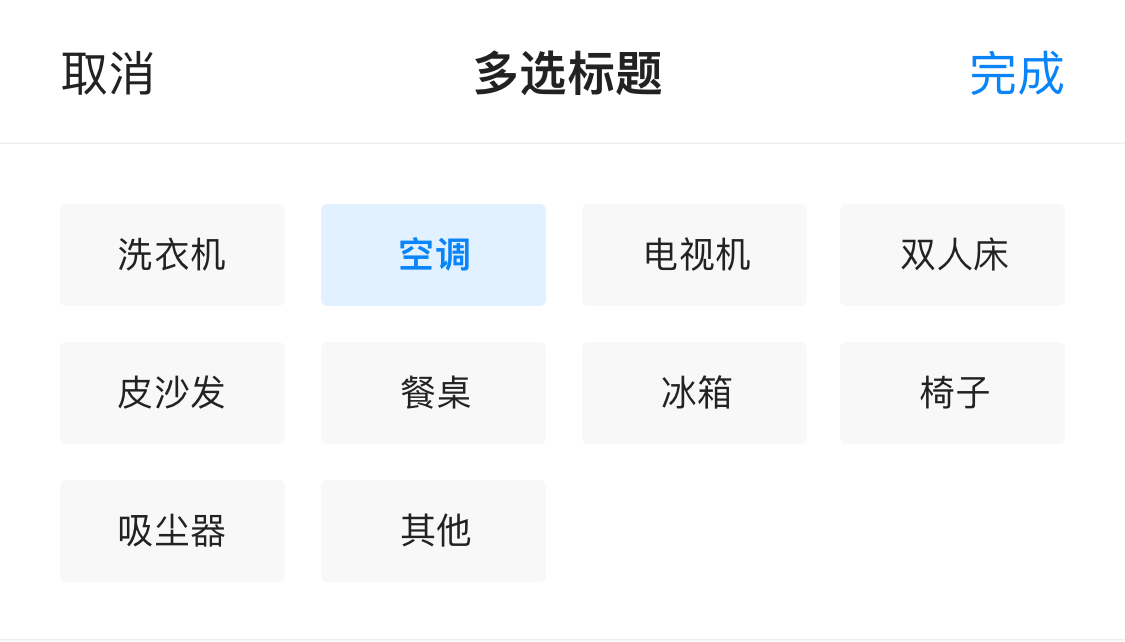 取消 多选标题 完成
洗衣机 空调 电视机 双人床
皮沙发 餐桌 冰箱 椅子
吸尘器 其他